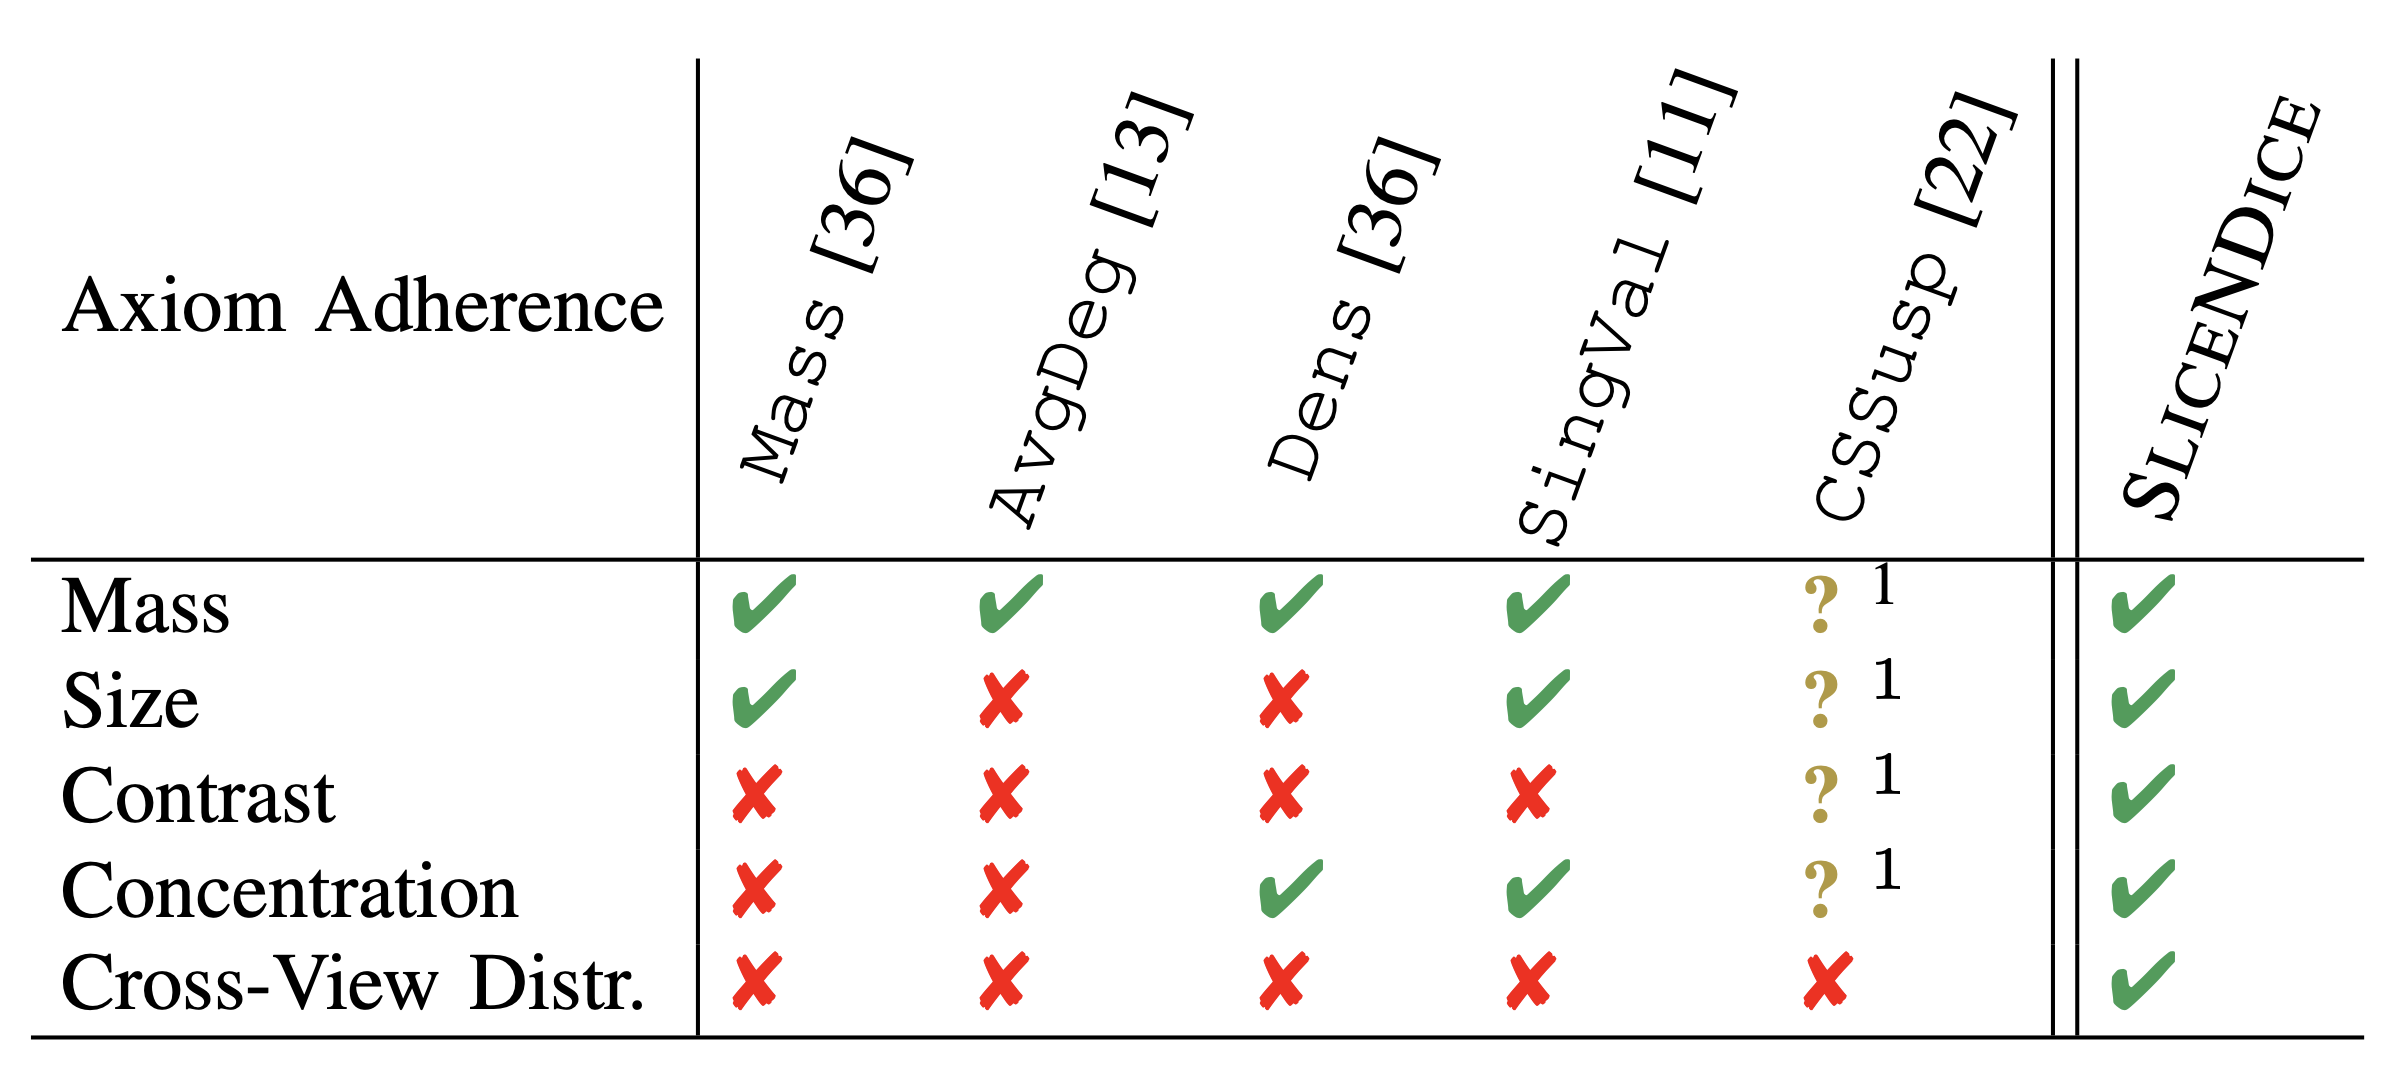 Axiom Adherence Mass [36] AvgDeg [13] Dens [36] SingVal [11] CSSusp [22] SLICENDICE
Mass ✔ ✔ ✔ ✔ ? 1 ✔
Size ✔ ✘ ✘ ✔ ? 1 ✔
Contrast ✘ ✘ ✘ ✘ ? 1 ✔
Concentration ✘ ✘ ✔ ✔ ? 1 ✔
Cross-View Distr. ✘ ✘ ✘ ✘ ✘ ✔